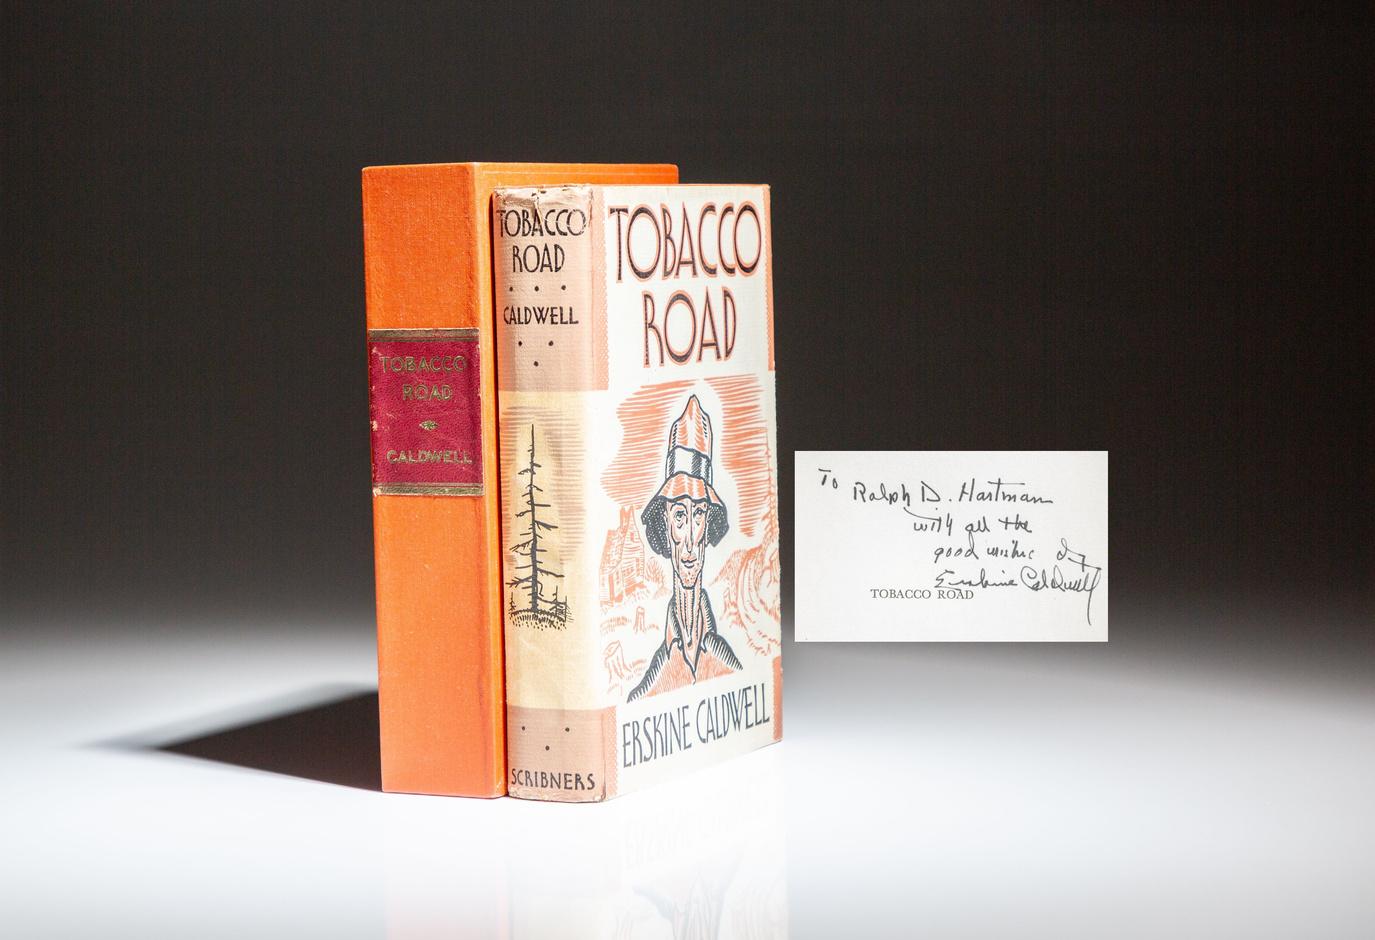 TOBACCO
ROAD
CALDWELL
TOBACCO
ROAD
CALDWELL
SCRIBNERS
TOBACCO
ROAD
ERSKINE CALDWELL
To Ralph D. Hartman
with all the
good wishes of
Erskine Caldwell
TOBACCO ROAD